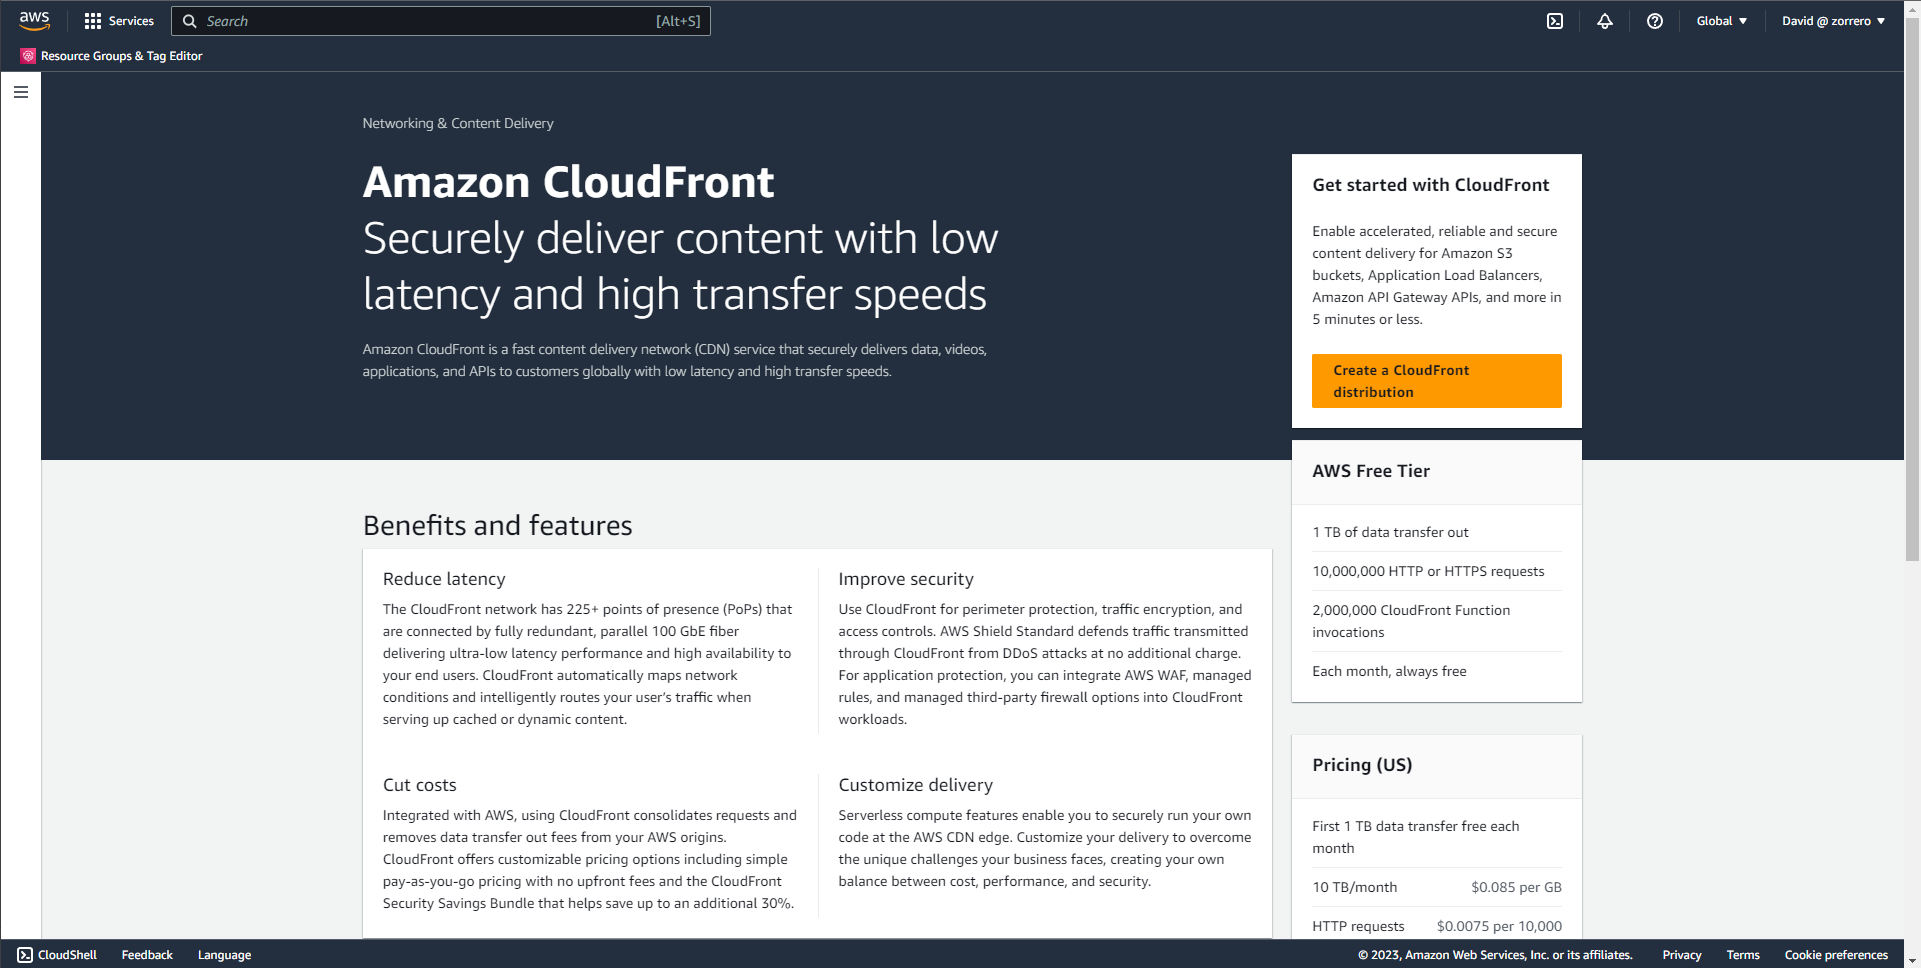 aws
Services
Search
[Alt+S]
Global
David @ zorrero
Resource Groups & Tag Editor
Networking & Content Delivery
Amazon CloudFront
Securely deliver content with low
latency and high transfer speeds
Amazon CloudFront is a fast content delivery network (CDN) service that securely delivers data, videos,
applications, and APIs to customers globally with low latency and high transfer speeds.
Get started with CloudFront
Enable accelerated, reliable and secure
content delivery for Amazon S3
buckets, Application Load Balancers,
Amazon API Gateway APIs, and more in
5 minutes or less.
Create a CloudFront
distribution
AWS Free Tier
1 TB of data transfer out
10,000,000 HTTP or HTTPS requests
2,000,000 CloudFront Function
invocations
Each month, always free
Benefits and features
Reduce latency
The CloudFront network has 225+ points of presence (PoPs) that
are connected by fully redundant, parallel 100 GbE fiber
delivering ultra-low latency performance and high availability to
your end users. CloudFront automatically maps network
conditions and intelligently routes your user’s traffic when
serving up cached or dynamic content.
Improve security
Use CloudFront for perimeter protection, traffic encryption, and
access controls. AWS Shield Standard defends traffic transmitted
through CloudFront from DDoS attacks at no additional charge.
For application protection, you can integrate AWS WAF, managed
rules, and managed third-party firewall options into CloudFront
workloads.
Cut costs
Integrated with AWS, using CloudFront consolidates requests and
removes data transfer out fees from your AWS origins.
CloudFront offers customizable pricing options including simple
pay-as-you-go pricing with no upfront fees and the CloudFront
Security Savings Bundle that helps save up to an additional 30%.
Customize delivery
Serverless compute features enable you to securely run your own
code at the AWS CDN edge. Customize your delivery to overcome
the unique challenges your business faces, creating your own
balance between cost, performance, and security.
Pricing (US)
First 1 TB data transfer free each
month
10 TB/month $0.085 per GB
HTTP requests $0.0075 per 10,000
CloudShell
Feedback
Language
© 2023, Amazon Web Services, Inc. or its affiliates.
Privacy
Terms
Cookie preferences